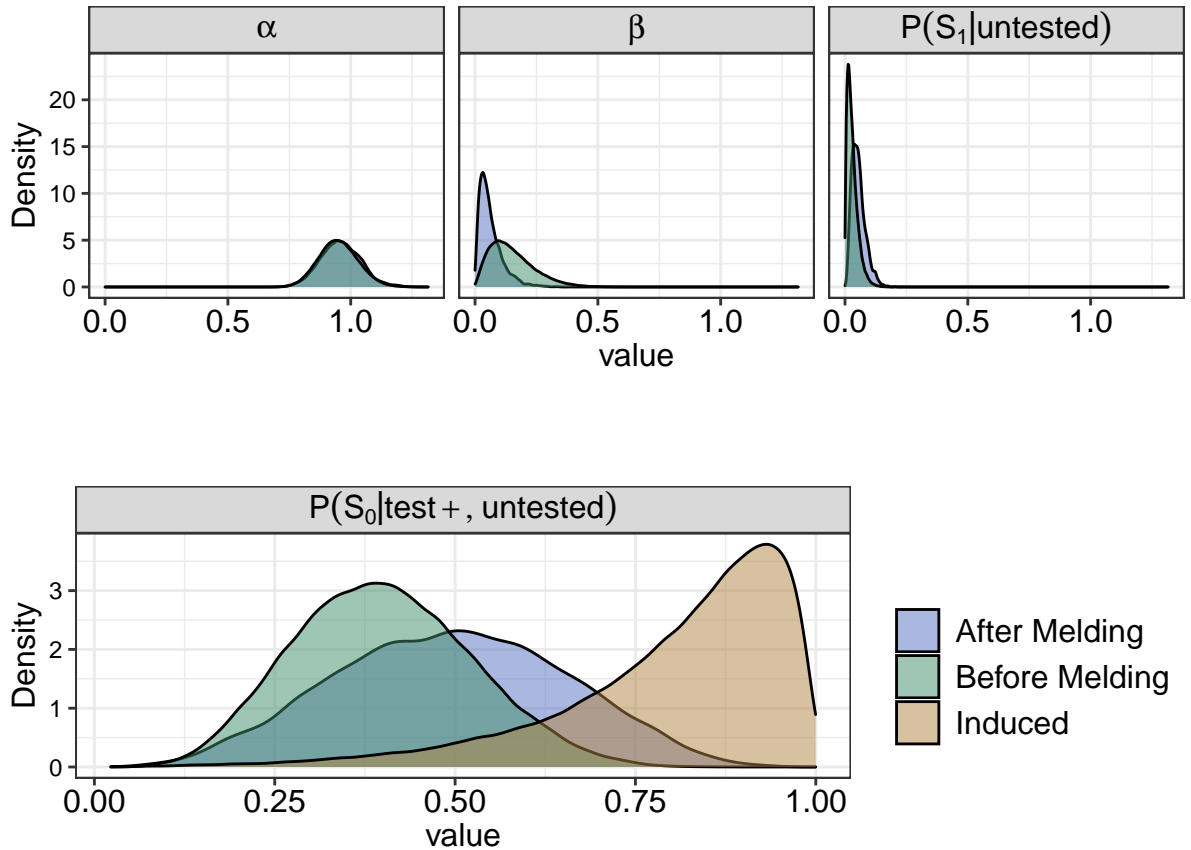 α β P(S₁|untested)
Density
20
15
10
5
0
0.0 0.5 1.0 0.0 0.5 1.0 0.0 0.5 1.0
value
P(S₀|test+, untested)
Density
3
2
1
0
0.00 0.25 0.50 0.75 1.00
value
After Melding
Before Melding
Induced